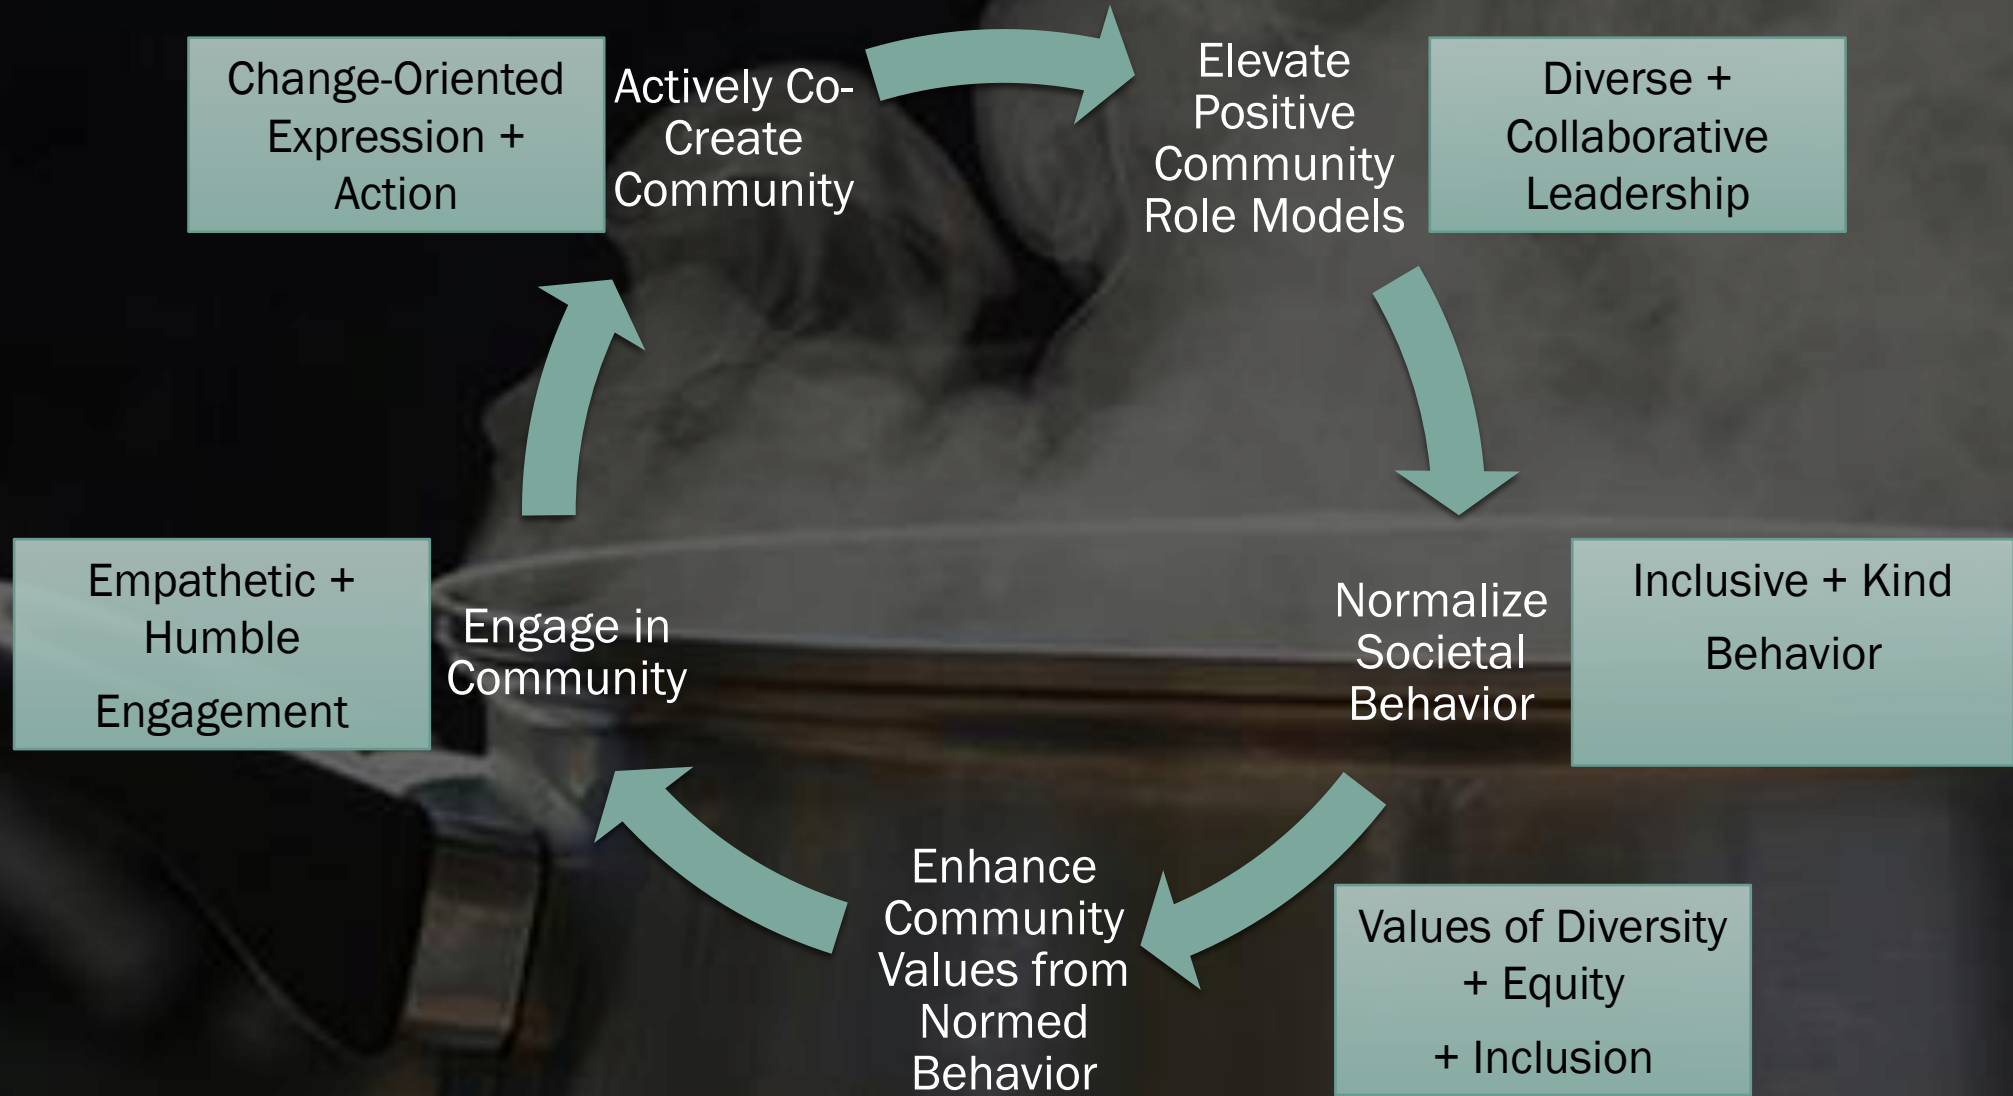 Change-Oriented
Expression +
Action
Actively Co-
Create
Community
Elevate
Positive
Community
Role Models
Diverse +
Collaborative
Leadership
Inclusive + Kind
Behavior
Normalize
Societal
Behavior
Values of Diversity
+ Equity
+ Inclusion
Enhance
Community
Values from
Normed
Behavior
Empathetic +
Humble
Engagement
Engage in
Community